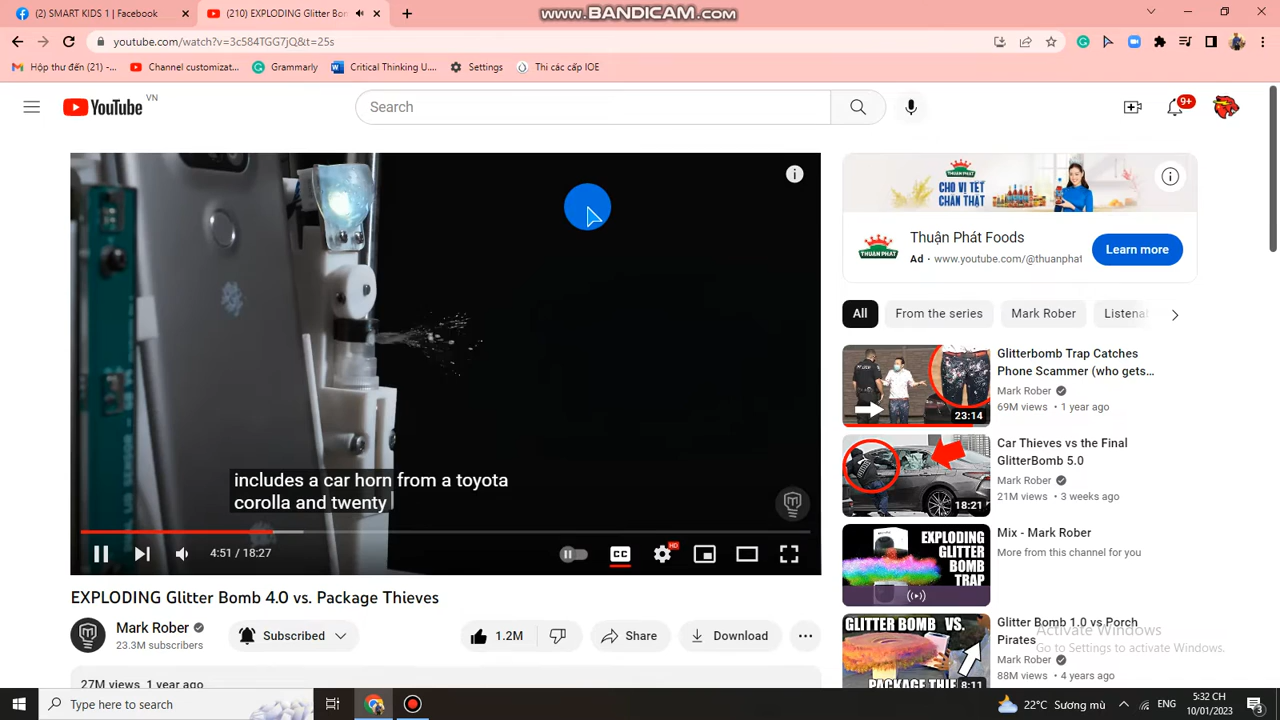 (2) SMART KIDS 1 | Facebook
(210) EXPLODING Glitter Bom
www.BANDICAM.com
youtube.com/watch?v=3c584TGG7jQ&t=25s
Hộp thư đến (21) -...
Channel customizat...
Grammarly
Critical Thinking U...
Settings
Thi các cấp IOE
YouTube VN
Search
9+
CHO VỊ TẾT
CHÂN THẬT
THUẬN PHÁT
Thuận Phát Foods
Ad · www.youtube.com/@thuanphat
Learn more
All
From the series
Mark Rober
Listena
includes a car horn from a toyota
corolla and twenty
4:51 / 18:27
CC
HD
EXPLODING Glitter Bomb 4.0 vs. Package Thieves
Mark Rober
23.3M subscribers
Subscribed
1.2M
Share
Download
27M views 1 year ago
Glitterbomb Trap Catches
Phone Scammer (who gets...
Mark Rober
69M views • 1 year ago
23:14
Car Thieves vs the Final
GlitterBomb 5.0
Mark Rober
21M views • 3 weeks ago
18:21
Mix - Mark Rober
More from this channel for you
EXPLODING
GLITTER
BOMB
TRAP
Glitter Bomb 1.0 vs Porch
Pirates
Mark Rober
88M views • 4 years ago
GLITTER BOMB VS.
PACKAGE THIE
8:11
Activate Windows
Go to Settings to activate Windows.
Type here to search
22°C Sương mù
ENG
5:32 CH
10/01/2023
3